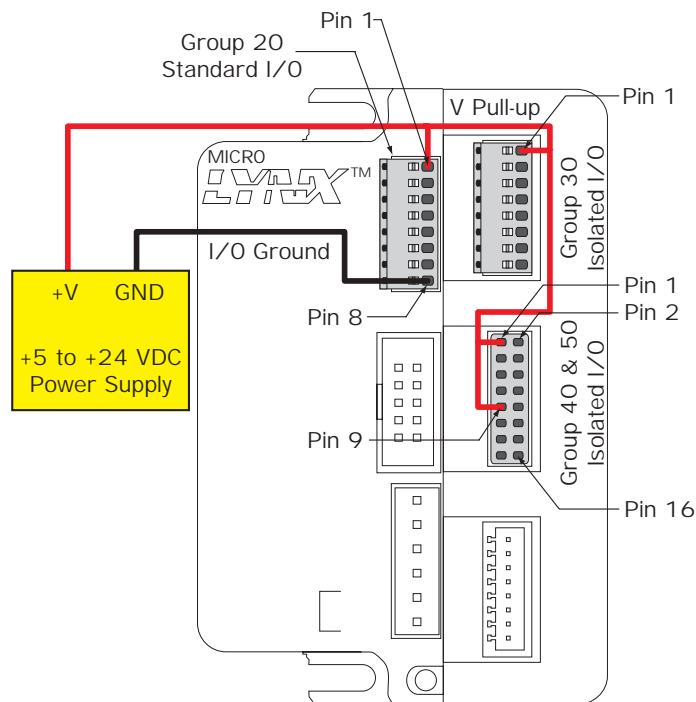 Pin 1
Group 20
Standard I/O
V Pull-up
Pin 1
MICRO
LYNX™
Group 30
Isolated I/O
I/O Ground
+V GND
+5 to +24 VDC
Power Supply
Pin 8
Pin 1
Pin 2
Group 40 & 50
Isolated I/O
Pin 9
Pin 16